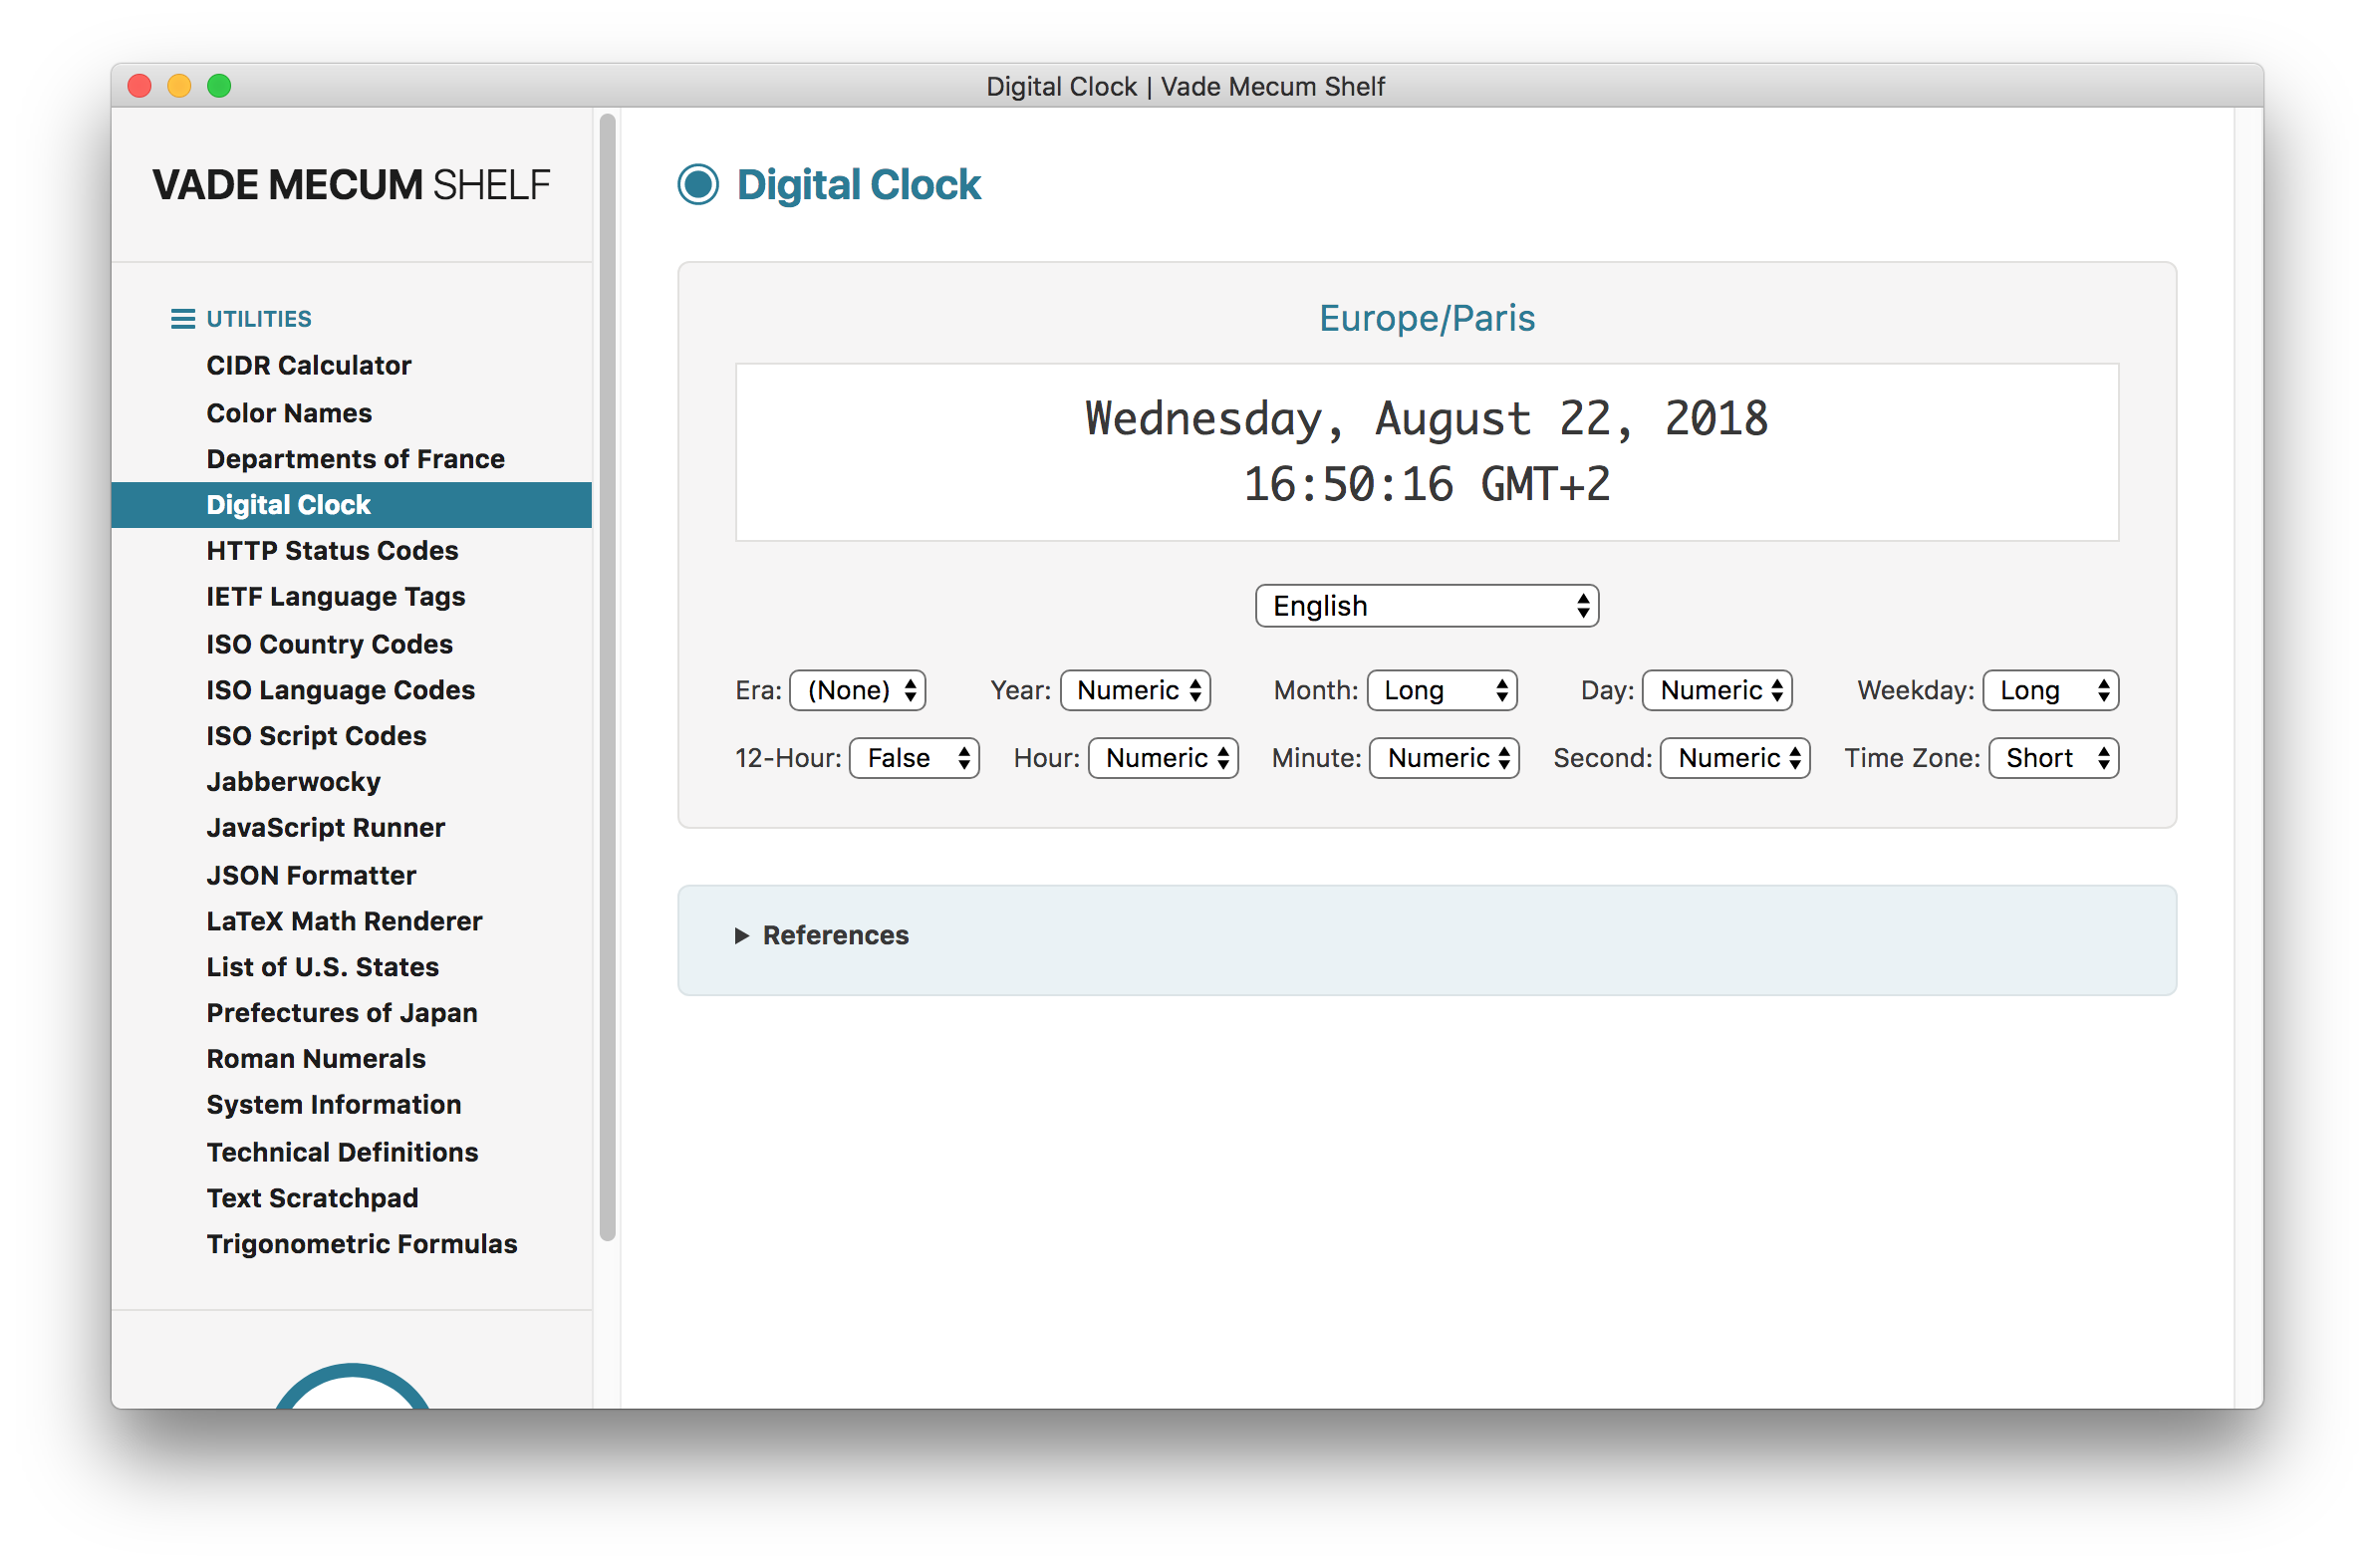 Digital Clock | Vade Mecum Shelf
VADE MECUM SHELF
UTILITIES
CIDR Calculator
Color Names
Departments of France
Digital Clock
HTTP Status Codes
IETF Language Tags
ISO Country Codes
ISO Language Codes
ISO Script Codes
Jabberwocky
JavaScript Runner
JSON Formatter
LaTeX Math Renderer
List of U.S. States
Prefectures of Japan
Roman Numerals
System Information
Technical Definitions
Text Scratchpad
Trigonometric Formulas
Digital Clock
Europe/Paris
Wednesday, August 22, 2018
16:50:16 GMT+2
English
Era: (None) Year: Numeric Month: Long Day: Numeric Weekday: Long
12-Hour: False Hour: Numeric Minute: Numeric Second: Numeric Time Zone: Short
References